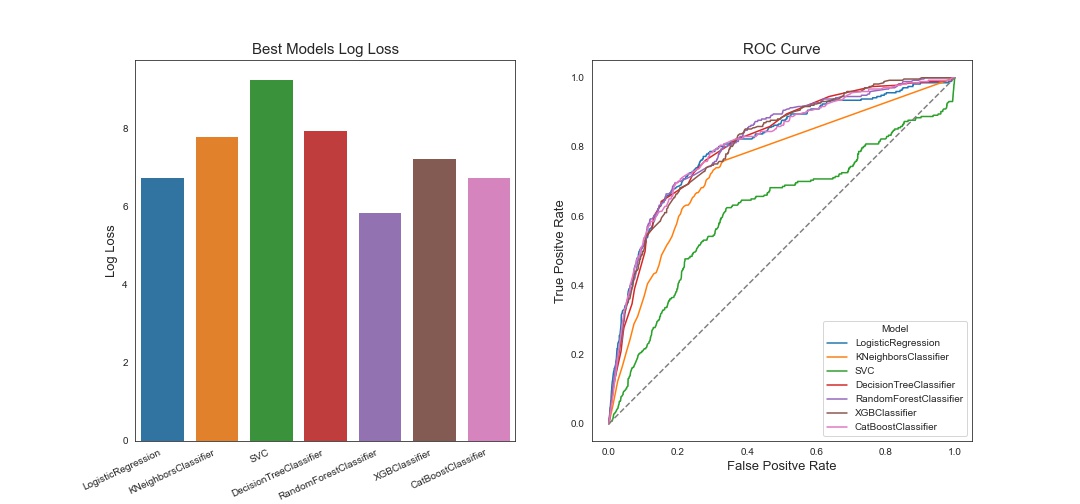 Best Models Log Loss
Log Loss
8
6
4
2
0
LogisticRegression
KNeighborsClassifier
SVC
DecisionTreeClassifier
RandomForestClassifier
XGBClassifier
CatBoostClassifier
ROC Curve
True Positve Rate
1.0
0.8
0.6
0.4
0.2
0.0
0.0
0.2
0.4
0.6
0.8
1.0
False Positve Rate
Model
LogisticRegression
KNeighborsClassifier
SVC
DecisionTreeClassifier
RandomForestClassifier
XGBClassifier
CatBoostClassifier